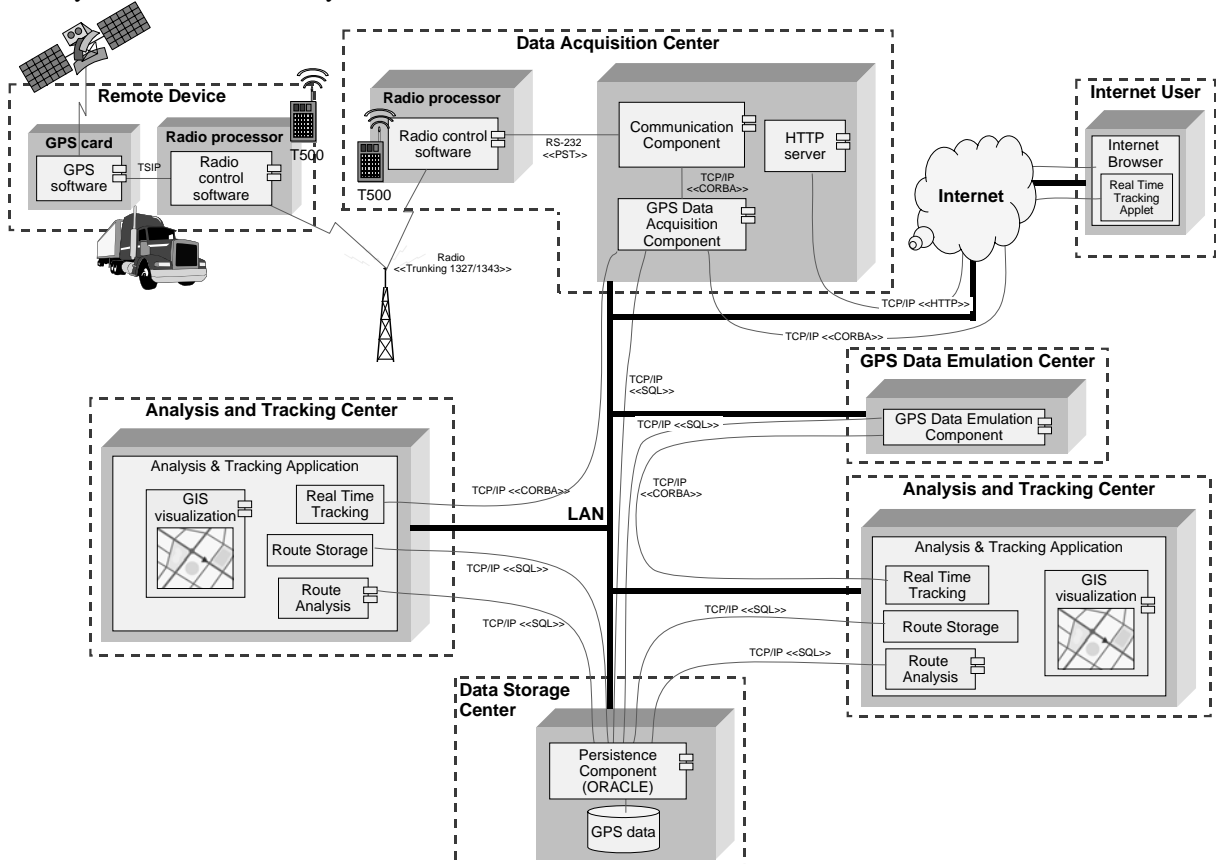 Data Acquisition Center
Remote Device
Radio processor
Internet User
GPS card
Radio processor
T500
GPS
software
TSIP
Radio
control
software
Radio control
software
T500
RS-232
<<PST>>
Communication
Component
HTTP
server
TCP/IP
<<CORBA>>
GPS Data
Acquisition
Component
Internet
Internet
Browser
Real Time
Tracking
Applet
Radio
<<Trunking 1327/1343>>
TCP/IP <<HTTP>>
TCP/IP <<CORBA>>
GPS Data Emulation Center
TCP/IP
<<SQL>>
TCP/IP <<SQL>>
GPS Data Emulation
Component
Analysis and Tracking Center
Analysis & Tracking Application
GIS
visualization
Real Time
Tracking
Route Storage
Route
Analysis
TCP/IP <<CORBA>>
LAN
TCP/IP <<SQL>>
TCP/IP <<SQL>>
TCP/IP
<<CORBA>>
Analysis and Tracking Center
Analysis & Tracking Application
Real Time
Tracking
GIS
visualization
Route Storage
Route
Analysis
TCP/IP <<SQL>>
TCP/IP <<SQL>>
Data Storage
Center
Persistence
Component
(ORACLE)
GPS data